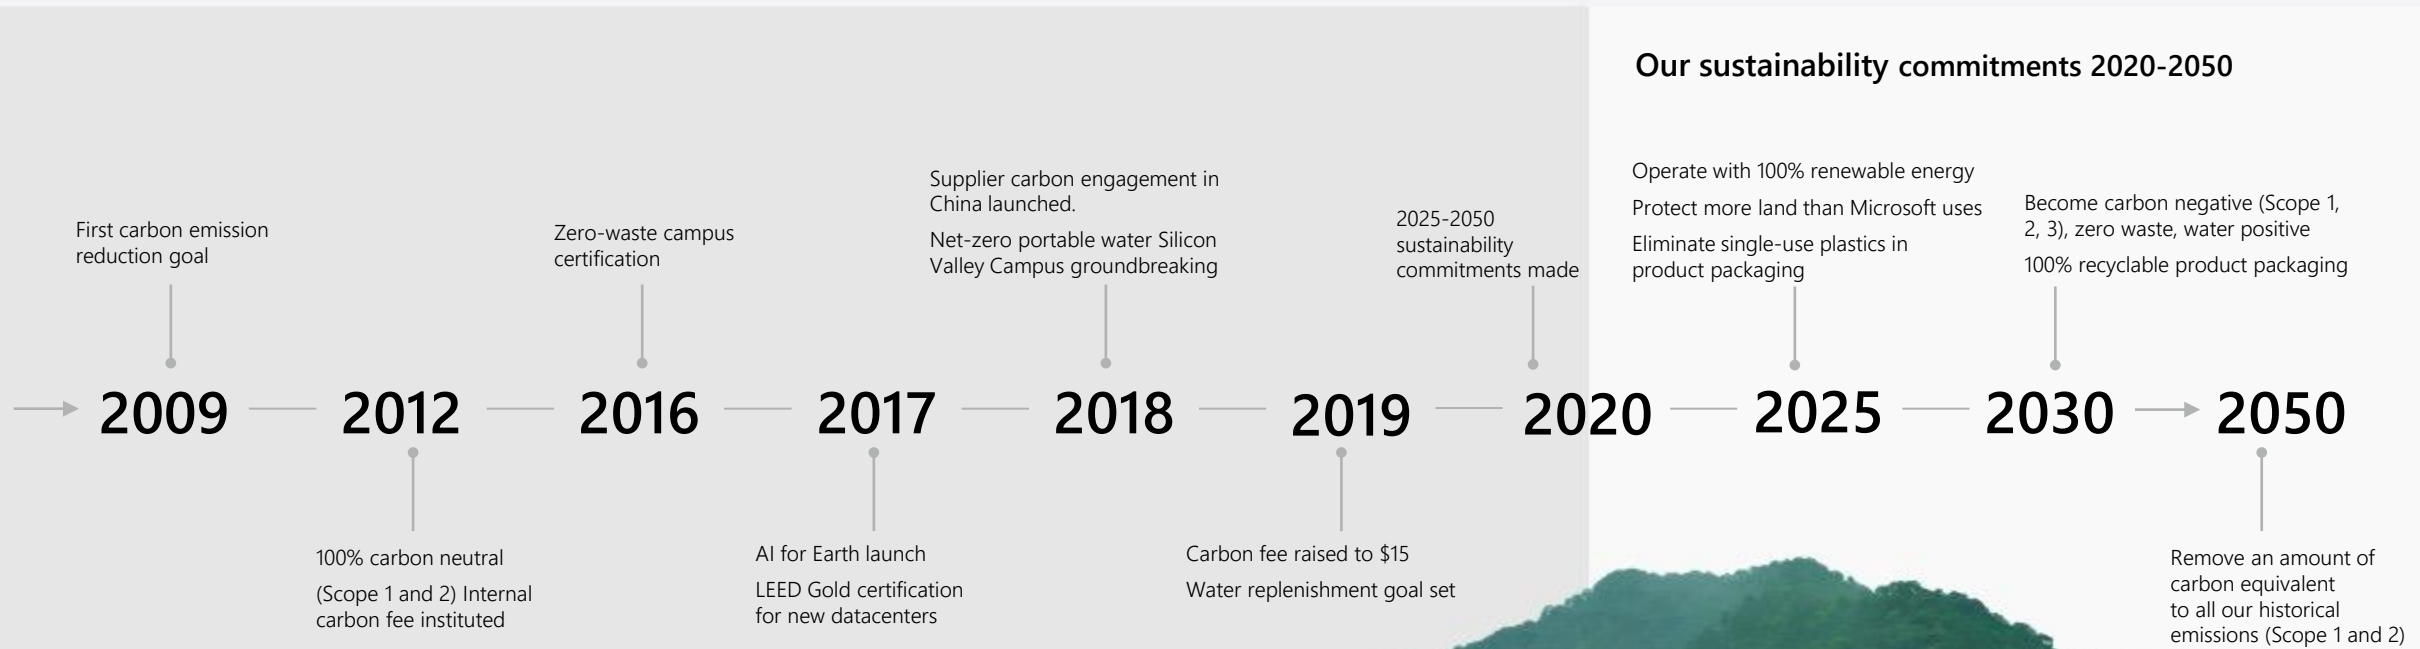 Our sustainability commitments 2020-2050
First carbon emission
reduction goal
Zero-waste campus
certification
Supplier carbon engagement in
China launched.
Net-zero portable water Silicon
Valley Campus groundbreaking
2025-2050
sustainability
commitments made
Operate with 100% renewable energy
Protect more land than Microsoft uses
Eliminate single-use plastics in
product packaging
Become carbon negative (Scope 1,
2, 3), zero waste, water positive
100% recyclable product packaging
2009 2012 2016 2017 2018 2019 2020 2025 2030 2050
100% carbon neutral
(Scope 1 and 2) Internal
carbon fee instituted
AI for Earth launch
LEED Gold certification
for new datacenters
Carbon fee raised to $15
Water replenishment goal set
Remove an amount of
carbon equivalent
to all our historical
emissions (Scope 1 and 2)